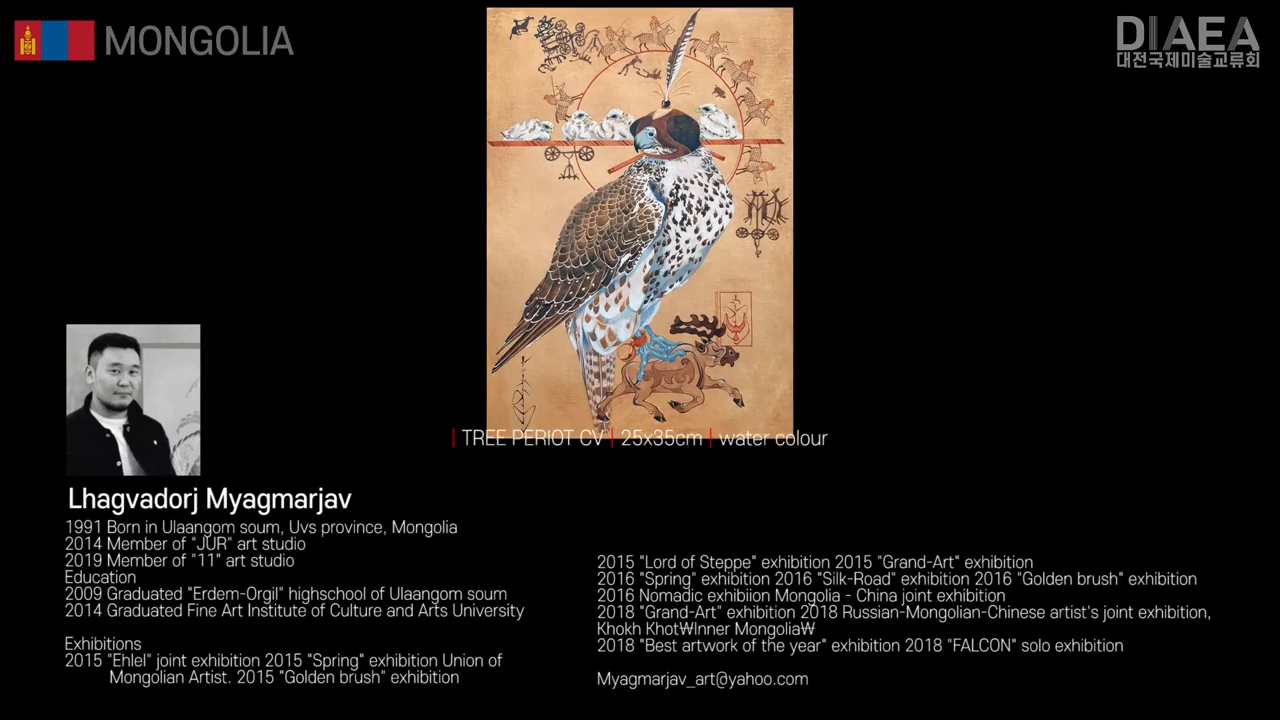 MONGOLIA
DIAEA
대전국제미술교류회
| TREE PERIOT CV | 25x35cm | water colour
Lhagvadorj Myagmarjav
1991 Born in Ulaangom soum, Uvs province, Mongolia
2014 Member of "JUR" art studio
2019 Member of "11" art studio
Education
2009 Graduated "Erdem-Orgil" highschool of Ulaangom soum
2014 Graduated Fine Art Institute of Culture and Arts University
Exhibitions
2015 "Ehlel" joint exhibition 2015 "Spring" exhibition Union of
Mongolian Artist. 2015 "Golden brush" exhibition
2015 "Lord of Steppe" exhibition 2015 "Grand-Art" exhibition
2016 "Spring" exhibition 2016 "Silk-Road" exhibition 2016 "Golden brush" exhibition
2016 Nomadic exhibiion Mongolia - China joint exhibition
2018 "Grand-Art" exhibition 2018 Russian-Mongolian-Chinese artist's joint exhibition,
Khokh Khot₩Inner Mongolia₩
2018 "Best artwork of the year" exhibition 2018 "FALCON" solo exhibition
Myagmarjav_art@yahoo.com